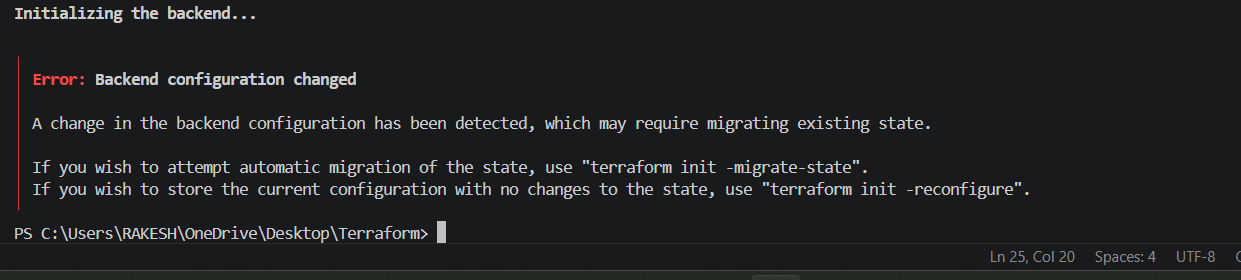 Initializing the backend...
Error: Backend configuration changed
A change in the backend configuration has been detected, which may require migrating existing state.
If you wish to attempt automatic migration of the state, use "terraform init -migrate-state".
If you wish to store the current configuration with no changes to the state, use "terraform init -reconfigure".
PS C:\Users\RAKESH\OneDrive\Desktop\Terraform>
Ln 25, Col 20 Spaces: 4 UTF-8